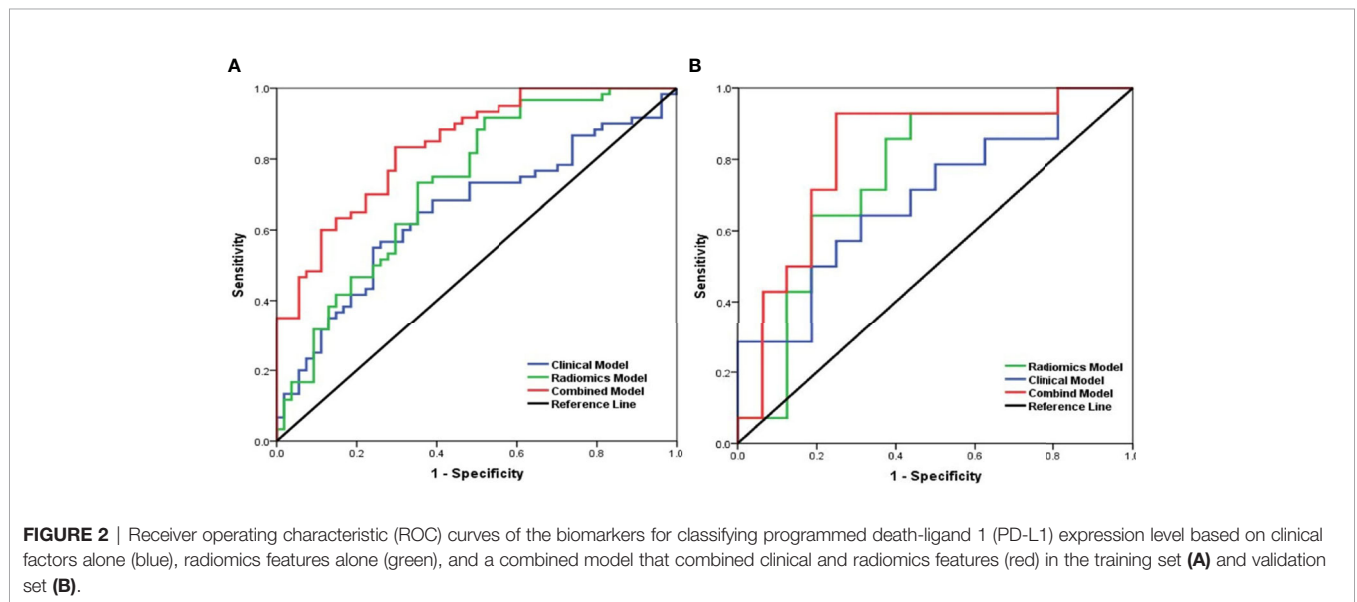 A
B
1.0
0.8
0.6
0.4
0.2
0.0
Sensitivity
0.0 0.2 0.4 0.6 0.8 1.0
1 - Specificity
Clinical Model
Radiomics Model
Combined Model
Reference Line
1.0
0.8
0.6
0.4
0.2
0.0
Sensitivity
0.0 0.2 0.4 0.6 0.8 1.0
1 - Specificity
Radiomics Model
Clinical Model
Combind Model
Reference Line
FIGURE 2 | Receiver operating characteristic (ROC) curves of the biomarkers for classifying programmed death-ligand 1 (PD-L1) expression level based on clinical
factors alone (blue), radiomics features alone (green), and a combined model that combined clinical and radiomics features (red) in the training set (A) and validation
set (B).